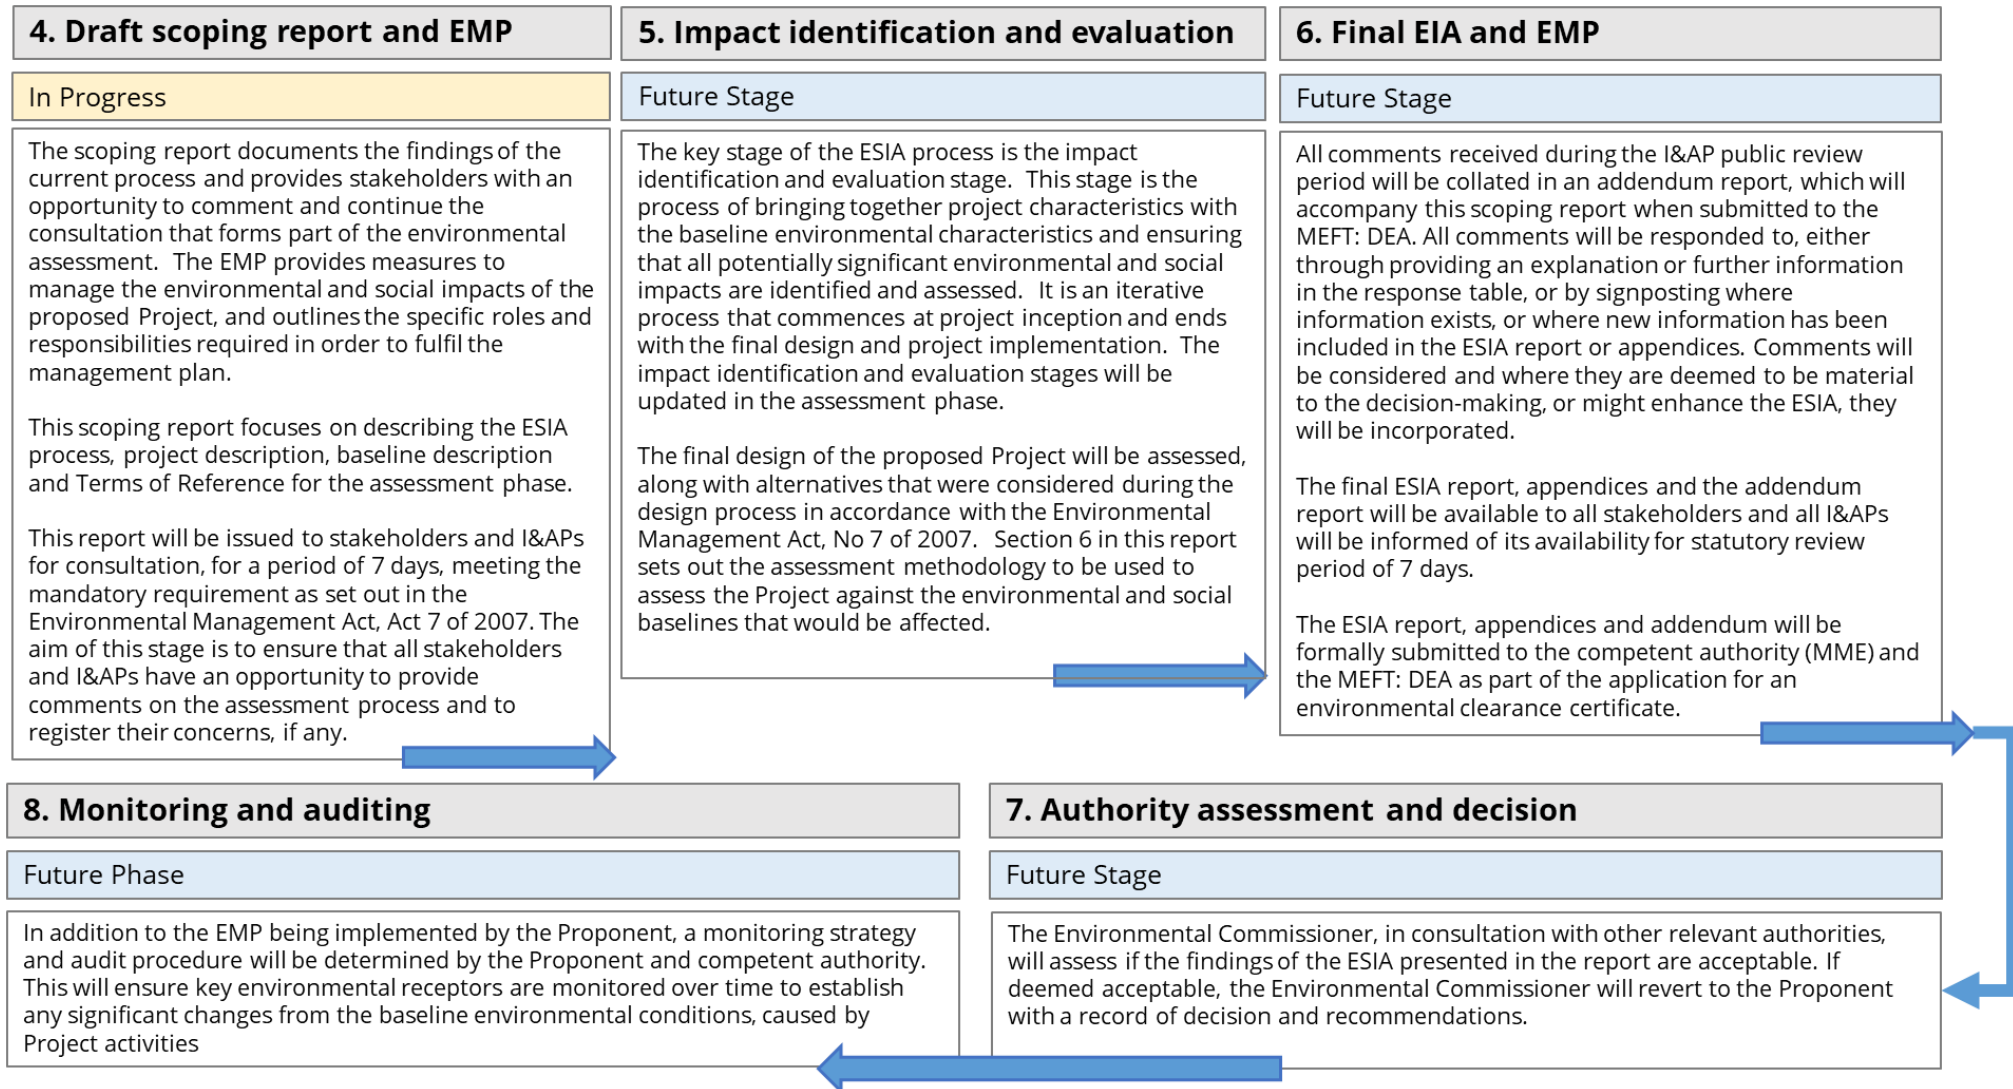 4. Draft scoping report and EMP
In Progress
The scoping report documents the findings of the
current process and provides stakeholders with an
opportunity to comment and continue the
consultation that forms part of the environmental
assessment. The EMP provides measures to
manage the environmental and social impacts of the
proposed Project, and outlines the specific roles and
responsibilities required in order to fulfil the
management plan.
This scoping report focuses on describing the ESIA
process, project description, baseline description
and Terms of Reference for the assessment phase.
This report will be issued to stakeholders and I&APs
for consultation, for a period of 7 days, meeting the
mandatory requirement as set out in the
Environmental Management Act, Act 7 of 2007. The
aim of this stage is to ensure that all stakeholders
and I&APs have an opportunity to provide
comments on the assessment process and to
register their concerns, if any.
5. Impact identification and evaluation
Future Stage
The key stage of the ESIA process is the impact
identification and evaluation stage. This stage is the
process of bringing together project characteristics with
the baseline environmental characteristics and ensuring
that all potentially significant environmental and social
impacts are identified and assessed. It is an iterative
process that commences at project inception and ends
with the final design and project implementation. The
impact identification and evaluation stages will be
updated in the assessment phase.
The final design of the proposed Project will be assessed,
along with alternatives that were considered during the
design process in accordance with the Environmental
Management Act, No 7 of 2007. Section 6 in this report
sets out the assessment methodology to be used to
assess the Project against the environmental and social
baselines that would be affected.
6. Final EIA and EMP
Future Stage
All comments received during the I&AP public review
period will be collated in an addendum report, which will
accompany this scoping report when submitted to the
MEFT: DEA. All comments will be responded to, either
through providing an explanation or further information
in the response table, or by signposting where
information exists, or where new information has been
included in the ESIA report or appendices. Comments will
be considered and where they are deemed to be material
to the decision-making, or might enhance the ESIA, they
will be incorporated.
The final ESIA report, appendices and the addendum
report will be available to all stakeholders and all I&APs
will be informed of its availability for statutory review
period of 7 days.
The ESIA report, appendices and addendum will be
formally submitted to the competent authority (MME) and
the MEFT: DEA as part of the application for an
environmental clearance certificate.
7. Authority assessment and decision
Future Stage
The Environmental Commissioner, in consultation with other relevant authorities,
will assess if the findings of the ESIA presented in the report are acceptable. If
deemed acceptable, the Environmental Commissioner will revert to the Proponent
with a record of decision and recommendations.
8. Monitoring and auditing
Future Phase
In addition to the EMP being implemented by the Proponent, a monitoring strategy
and audit procedure will be determined by the Proponent and competent authority.
This will ensure key environmental receptors are monitored over time to establish
any significant changes from the baseline environmental conditions, caused by
Project activities